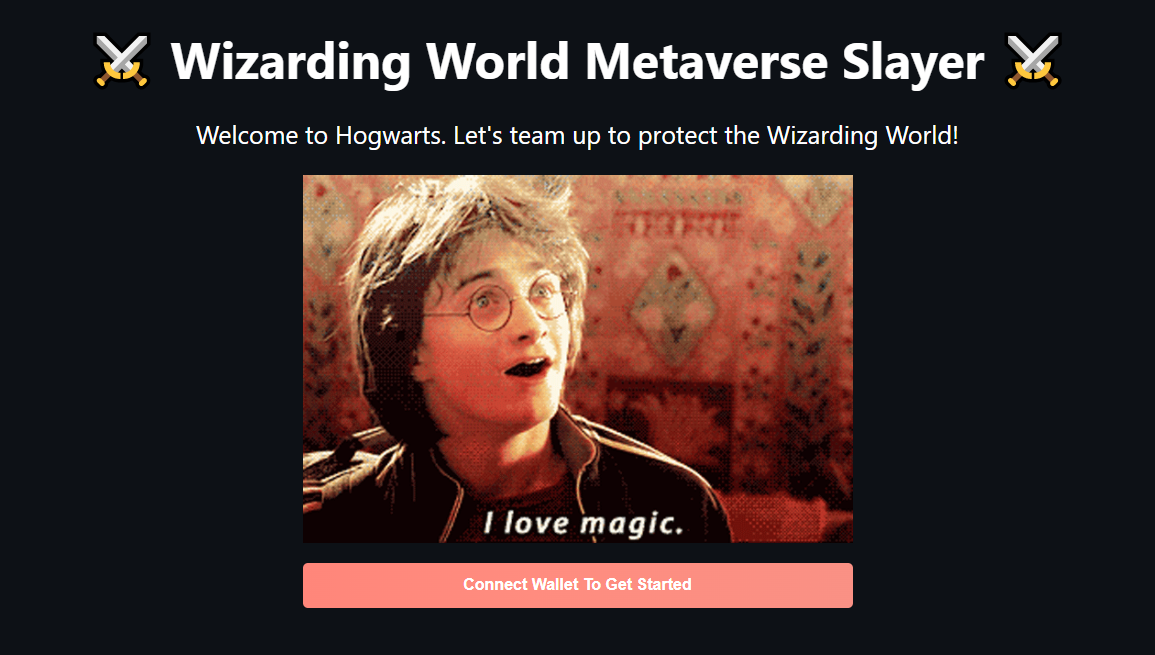 ⚔️ Wizarding World Metaverse Slayer ⚔️
Welcome to Hogwarts. Let's team up to protect the Wizarding World!
I love magic.
Connect Wallet To Get Started